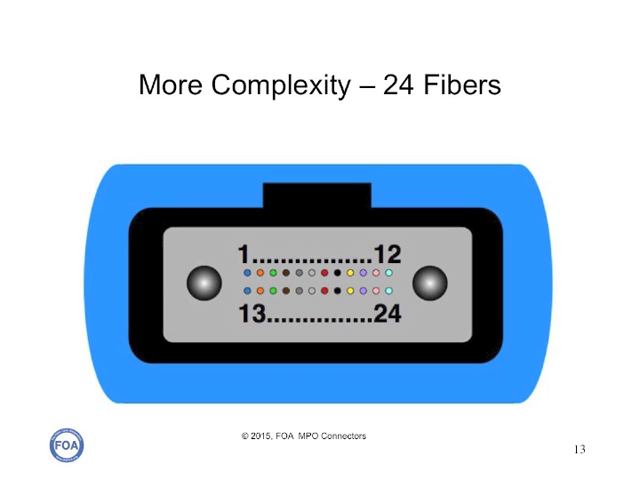 More Complexity – 24 Fibers
1.................12
13...............24
© 2015, FOA MPO Connectors
FOA
13